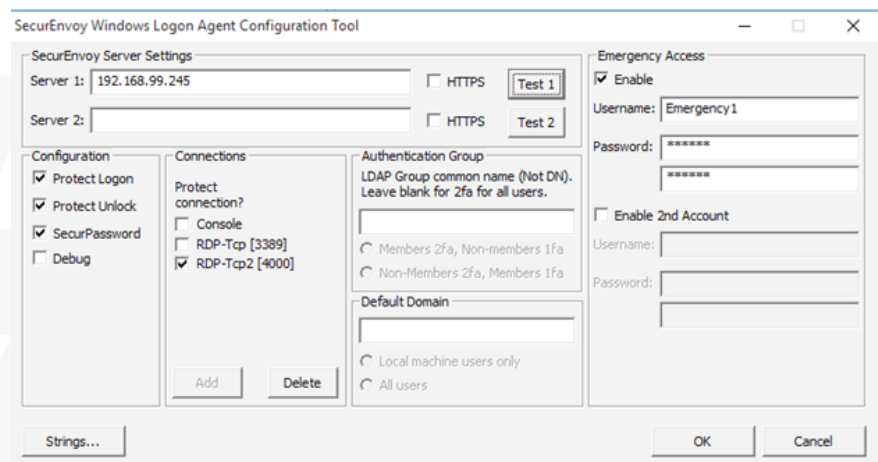 SecurEnvoy Windows Logon Agent Configuration Tool
SecurEnvoy Server Settings
Server 1: 192.168.99.245 HTTPS Test 1
Server 2: HTTPS Test 2
Configuration
Protect Logon
Protect Unlock
SecurPassword
Debug
Connections
Protect
connection?
Console
RDP-Tcp [3389]
RDP-Tcp2 [4000]
Add Delete
Authentication Group
LDAP Group common name (Not DN).
Leave blank for 2fa for all users.
Members 2fa, Non-members 1fa
Non-Members 2fa, Members 1fa
Default Domain
Local machine users only
All users
Emergency Access
Enable
Username: Emergency1
Password: ******
******
Enable 2nd Account
Username:
Password:
Strings... OK Cancel